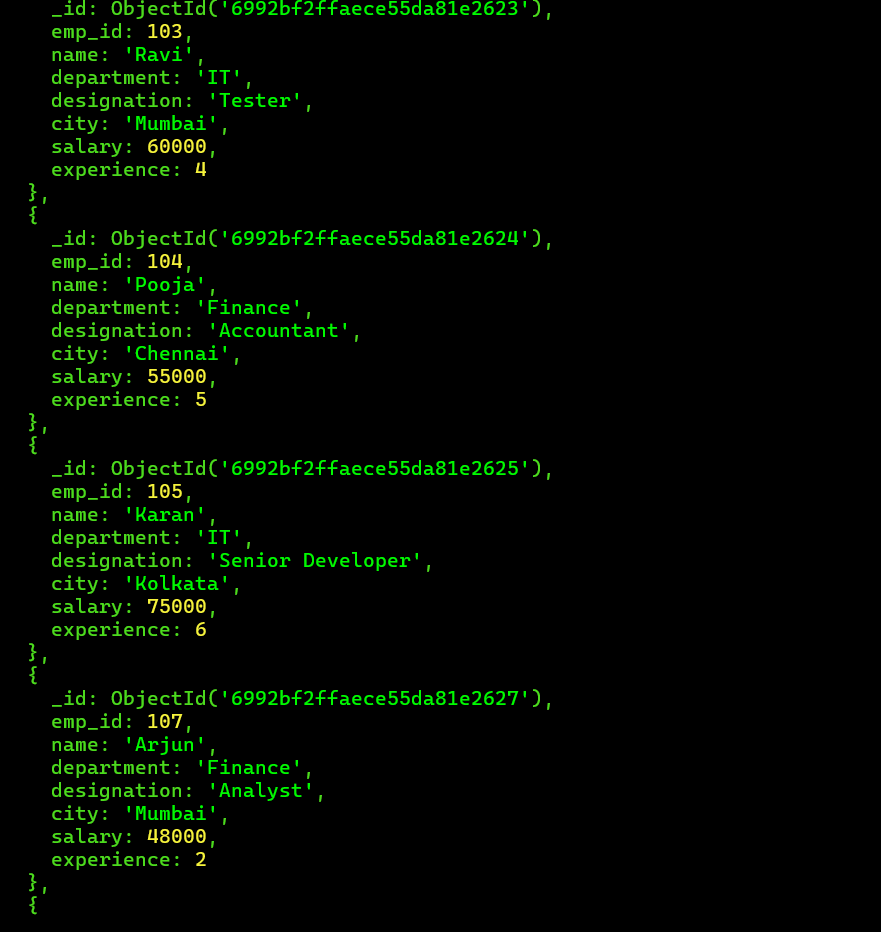 _id: ObjectId('6992bf2ffaece55da81e2623'),
emp_id: 103,
name: 'Ravi',
department: 'IT',
designation: 'Tester',
city: 'Mumbai',
salary: 60000,
experience: 4
},
{
_id: ObjectId('6992bf2ffaece55da81e2624'),
emp_id: 104,
name: 'Pooja',
department: 'Finance',
designation: 'Accountant',
city: 'Chennai',
salary: 55000,
experience: 5
},
{
_id: ObjectId('6992bf2ffaece55da81e2625'),
emp_id: 105,
name: 'Karan',
department: 'IT',
designation: 'Senior Developer',
city: 'Kolkata',
salary: 75000,
experience: 6
},
{
_id: ObjectId('6992bf2ffaece55da81e2627'),
emp_id: 107,
name: 'Arjun',
department: 'Finance',
designation: 'Analyst',
city: 'Mumbai',
salary: 48000,
experience: 2
},
{